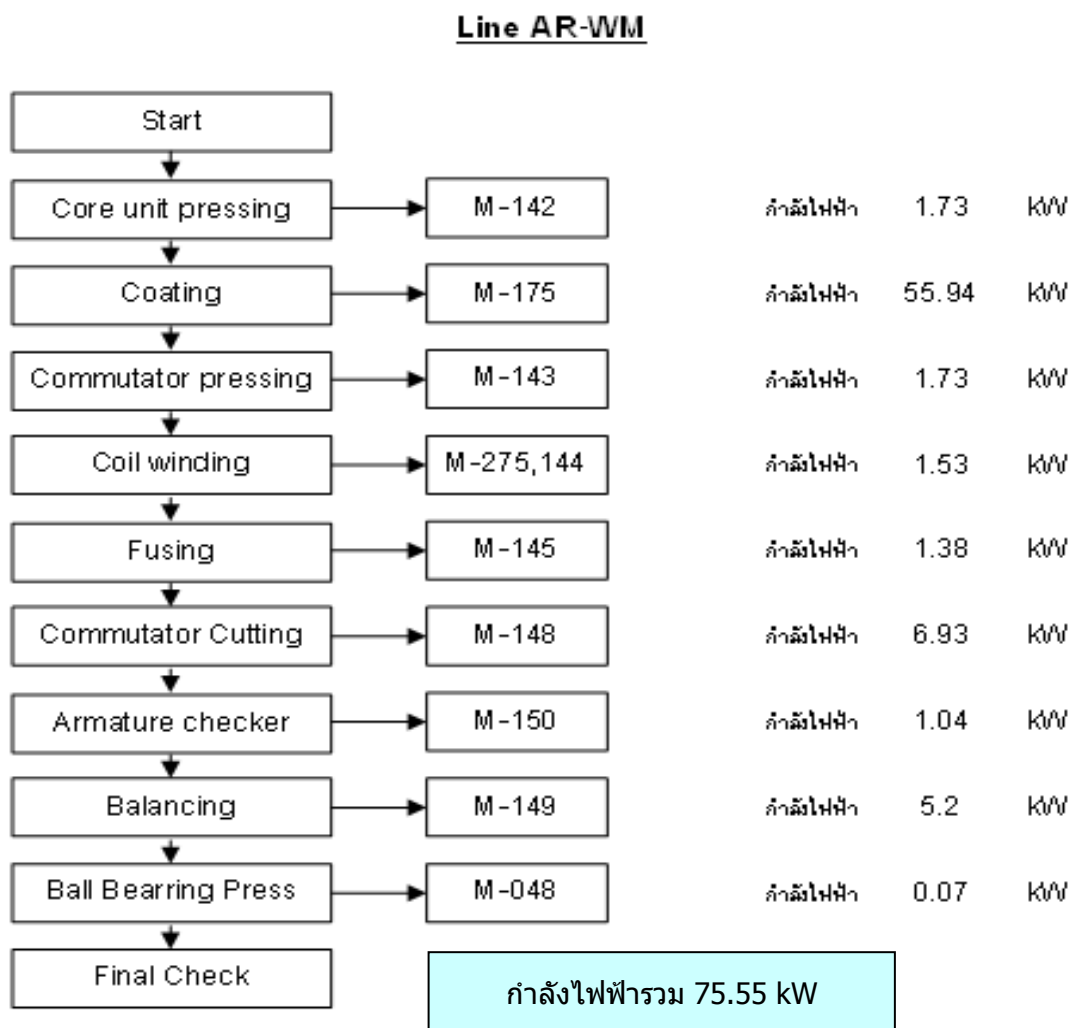 Line AR-WM
Start
Core unit pressing M-142 กำลังไฟฟ้า 1.73 kW
Coating M-175 กำลังไฟฟ้า 55.94 kW
Commutator pressing M-143 กำลังไฟฟ้า 1.73 kW
Coil winding M-275,144 กำลังไฟฟ้า 1.53 kW
Fusing M-145 กำลังไฟฟ้า 1.38 kW
Commutator Cutting M-148 กำลังไฟฟ้า 6.93 kW
Armature checker M-150 กำลังไฟฟ้า 1.04 kW
Balancing M-149 กำลังไฟฟ้า 5.2 kW
Ball Bearring Press M-048 กำลังไฟฟ้า 0.07 kW
Final Check
กำลังไฟฟ้ารวม 75.55 kW